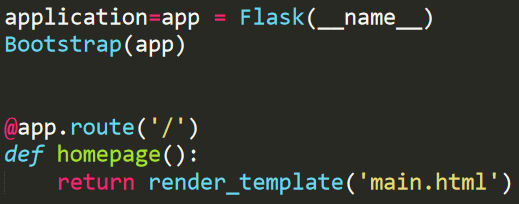 application=app = Flask(__name__)
Bootstrap(app)
@app.route('/')
def homepage():
    return render_template('main.html')